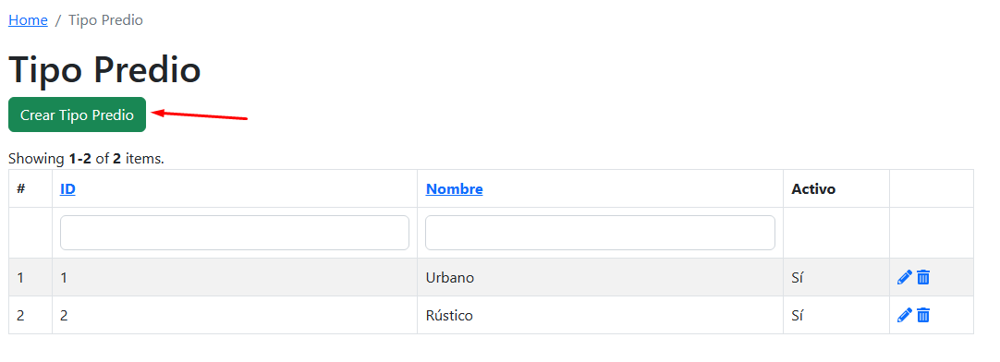 Home / Tipo Predio
Tipo Predio
Crear Tipo Predio
Showing 1-2 of 2 items.
# ID Nombre Activo
1 1 Urbano Sí
2 2 Rústico Sí